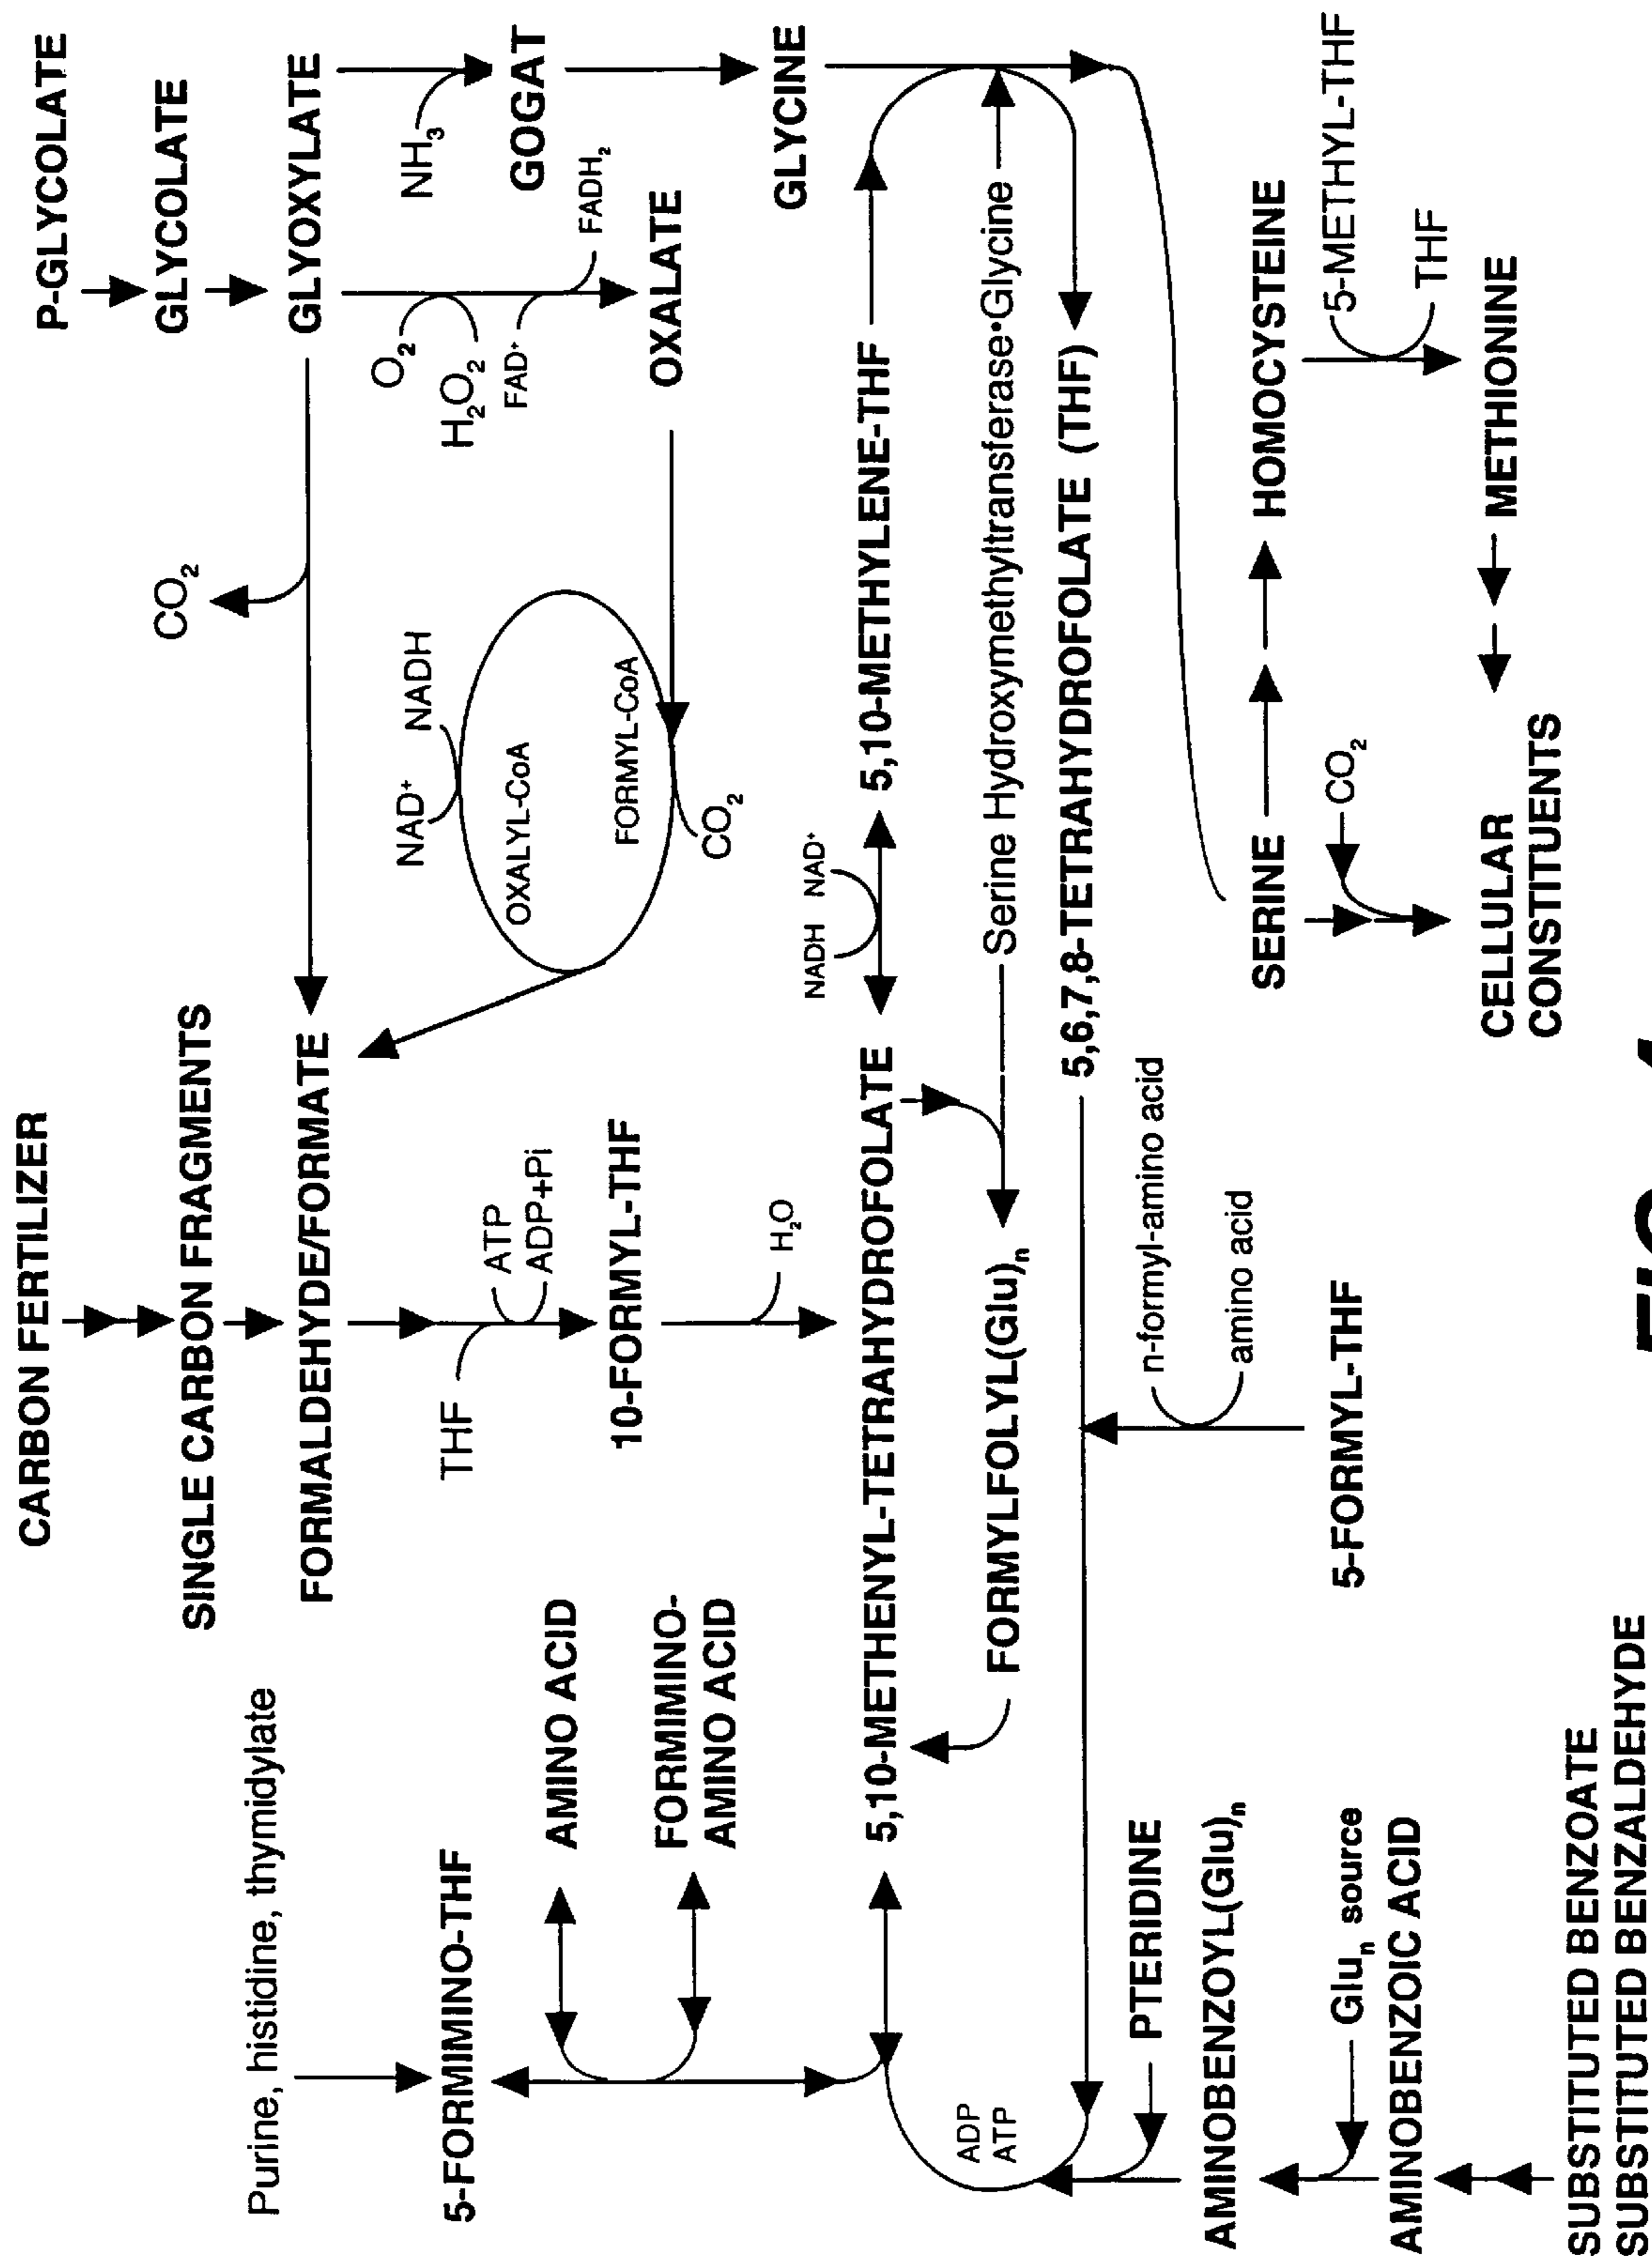 CARBON FERTILIZER
SINGLE CARBON FRAGMENTS
FORMALDEHYDE/FORMATE
THF
ATP
ADP+Pi
10-FORMYL-THF
H₂O
P-GLYCOLATE
GLYCOLATE
GLYOXYLATE
CO₂
O₂
H₂O₂
FAD⁺
FADH₂
OXALATE
NH₃
GOGAT
GLYCINE
NAD⁺
NADH
OXALYL-CoA
FORMYL-CoA
CO₂
Purine, histidine, thymidylate
5-FORMIMINO-THF
AMINO ACID
FORMIMINO-
AMINO ACID
5,10-METHENYL-TETRAHYDROFOLATE
NADH
NAD⁺
5,10-METHYLENE-THF
FORMYLFOLYL(Glu)ₙ
Serine Hydroxymethyltransferase•Glycine
ADP
ATP
5,6,7,8-TETRAHYDROFOLATE (THF)
PTERIDINE
n-formyl-amino acid
amino acid
5-FORMYL-THF
AMINOBENZOYL(Glu)ₙ
Gluₙ source
AMINOBENZOIC ACID
SUBSTITUTED BENZOATE
SUBSTITUTED BENZALDEHYDE
SERINE
HOMOCYSTEINE
CO₂
5-METHYL-THF
THF
CELLULAR
CONSTITUENTS
METHIONINE